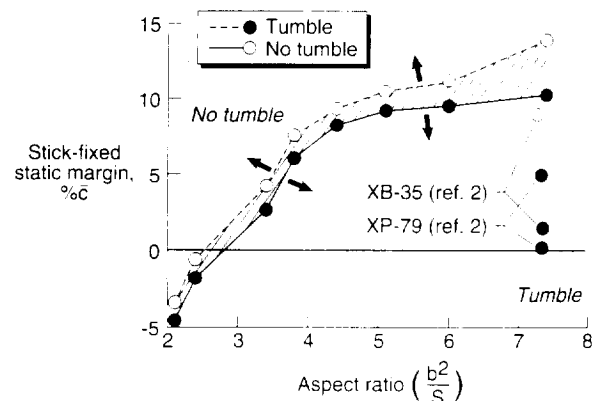 Tumble
No tumble
15
10
5
0
-5
No tumble
Stick-fixed
static margin,
%c̄
XB-35 (ref. 2)
XP-79 (ref. 2)
Tumble
2 3 4 5 6 7 8
Aspect ratio (b²/S)